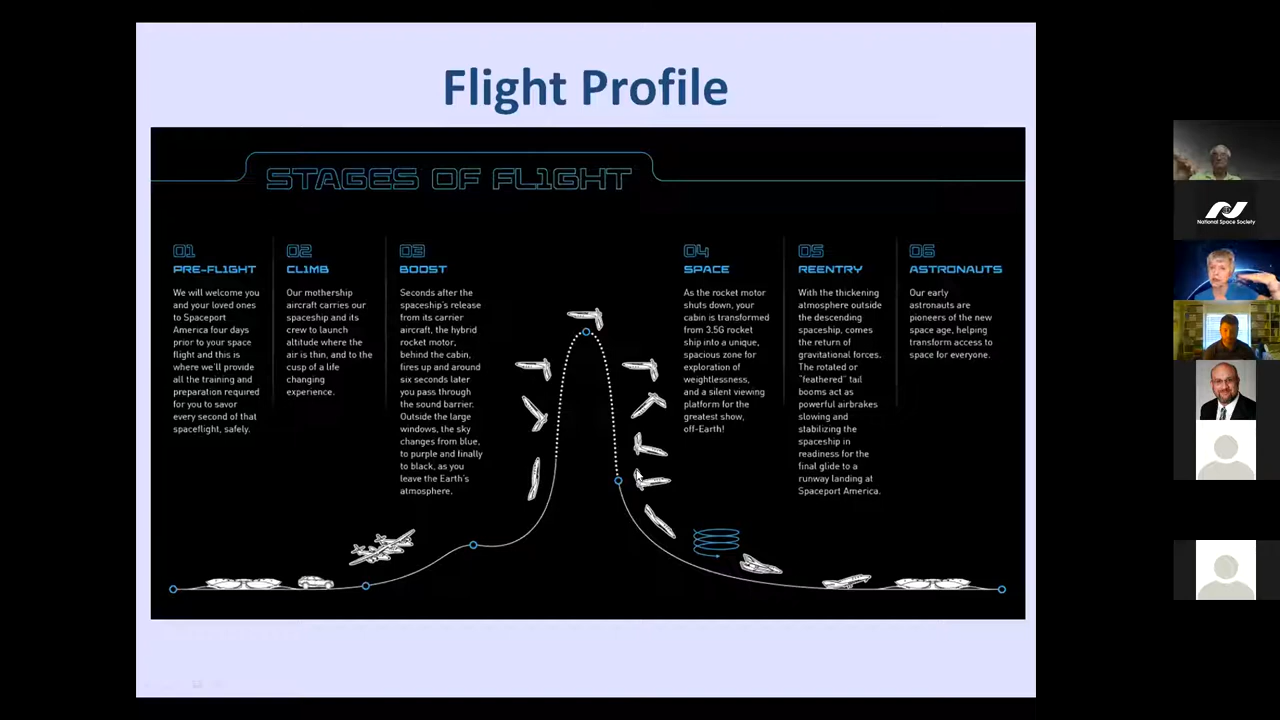 Flight Profile
STAGES OF FL1GHT
01
PRE-FL1GHT
We will welcome you
and your loved ones
to Spaceport
America four days
prior to your space
flight and this is
where we'll provide
all the training and
preparation required
for you to savor
every second of that
spaceflight, safely.
02
CL1MB
Our mothership
aircraft carries our
spaceship and its
crew to launch
altitude where the
air is thin, and to the
cusp of a life
changing
experience.
03
BOOST
Seconds after the
spaceship's release
from its carrier
aircraft, the hybrid
rocket motor,
behind the cabin,
fires up and around
six seconds later
you pass through
the sound barrier.
Outside the large
windows, the sky
changes from blue,
to purple and finally
to black, as you
leave the Earth's
atmosphere.
04
SPACE
As the rocket motor
shuts down, your
cabin is transformed
from 3.5G rocket
ship into a unique,
spacious zone for
exploration of
weightlessness,
and a silent viewing
platform for the
greatest show,
off-Earth!
05
REENTRY
With the thickening
atmosphere outside
the descending
spaceship, comes
the return of
gravitational forces.
The rotated or
"feathered" tail
booms act as
powerful airbrakes
slowing and
stabilizing the
spaceship in
readiness for the
final glide to a
runway landing at
Spaceport America.
06
ASTRONAUTS
Our early
astronauts are
pioneers of the new
space age, helping
transform access to
space for everyone.
National Space Society